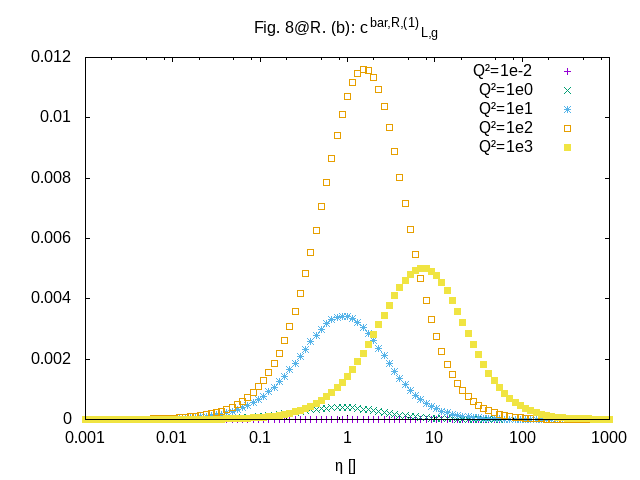 Fig. 8@R. (b): c^bar,R,(1)_L,g
Q²=1e-2
Q²=1e0
Q²=1e1
Q²=1e2
Q²=1e3
0.012
0.01
0.008
0.006
0.004
0.002
0
0.001 0.01 0.1 1 10 100 1000
η []